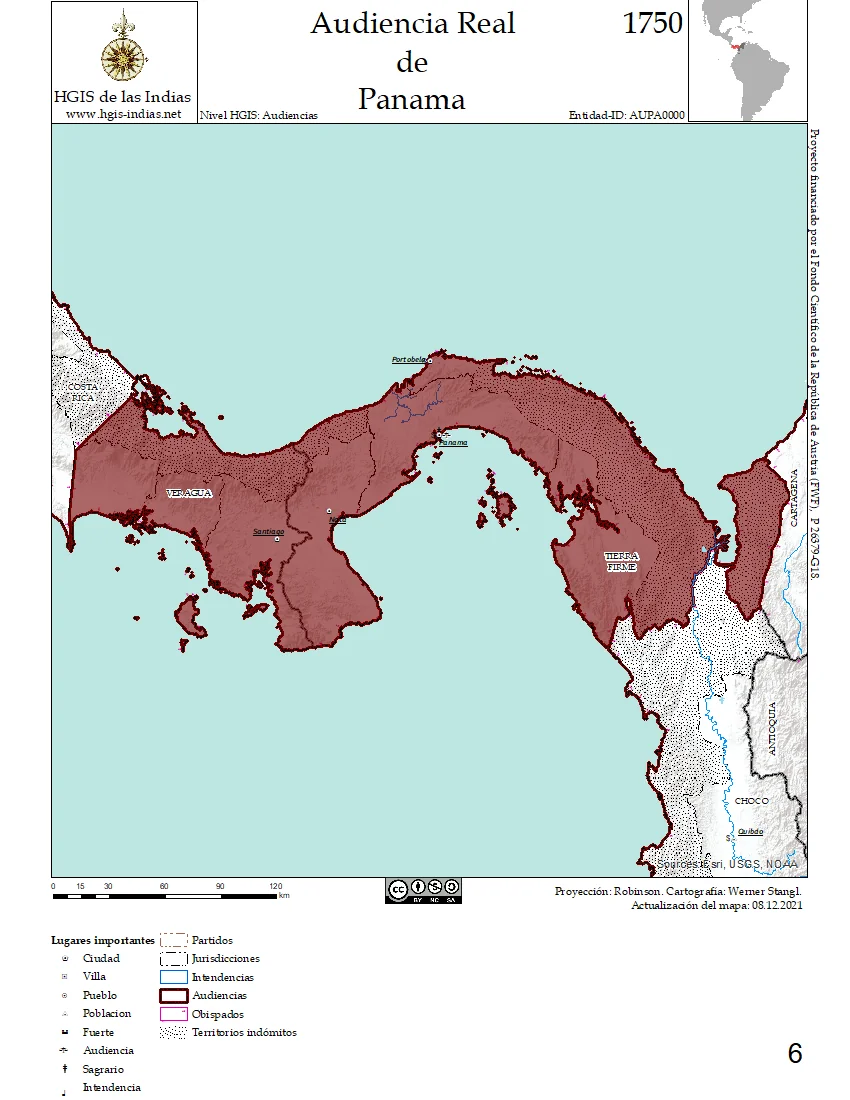 Audiencia Real
de
Panama
1750
HGIS de las Indias
www.hgis-indias.net
Nivel HGIS: Audiencias
Entidad-ID: AUPA0000
Proyecto financiado por el Fondo Científico de la República de Austria (FWF), P 26379-G18.
COSTA
RICA
Portobelo
Panama
VERAGUA
Santiago
Nata
TIERRA
FIRME
CARTAGENA
ANTIOQUIA
CHOCO
Quibdo
Sources: Esri, USGS, NOAA
0 15 30 60 90 120
km
CC BY NC SA
Proyección: Robinson. Cartografía: Werner Stangl.
Actualización del mapa: 08.12.2021
Lugares importantes
Ciudad
Villa
Pueblo
Poblacion
Fuerte
Audiencia
Sagrario
Intendencia
Partidos
Jurisdicciones
Intendencias
Audiencias
Obispados
Territorios indómitos
6